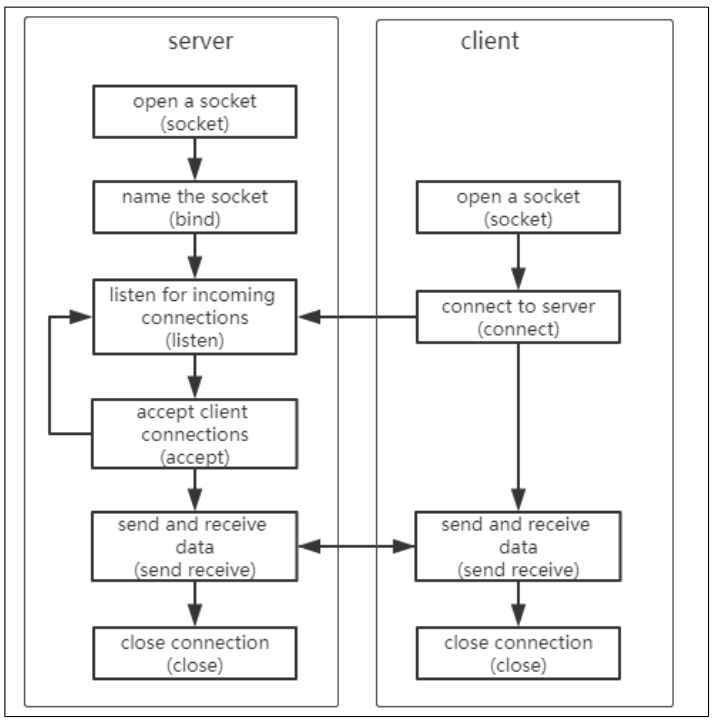 server
open a socket
(socket)
name the socket
(bind)
listen for incoming
connections
(listen)
accept client
connections
(accept)
send and receive
data
(send receive)
close connection
(close)
client
open a socket
(socket)
connect to server
(connect)
send and receive
data
(send receive)
close connection
(close)